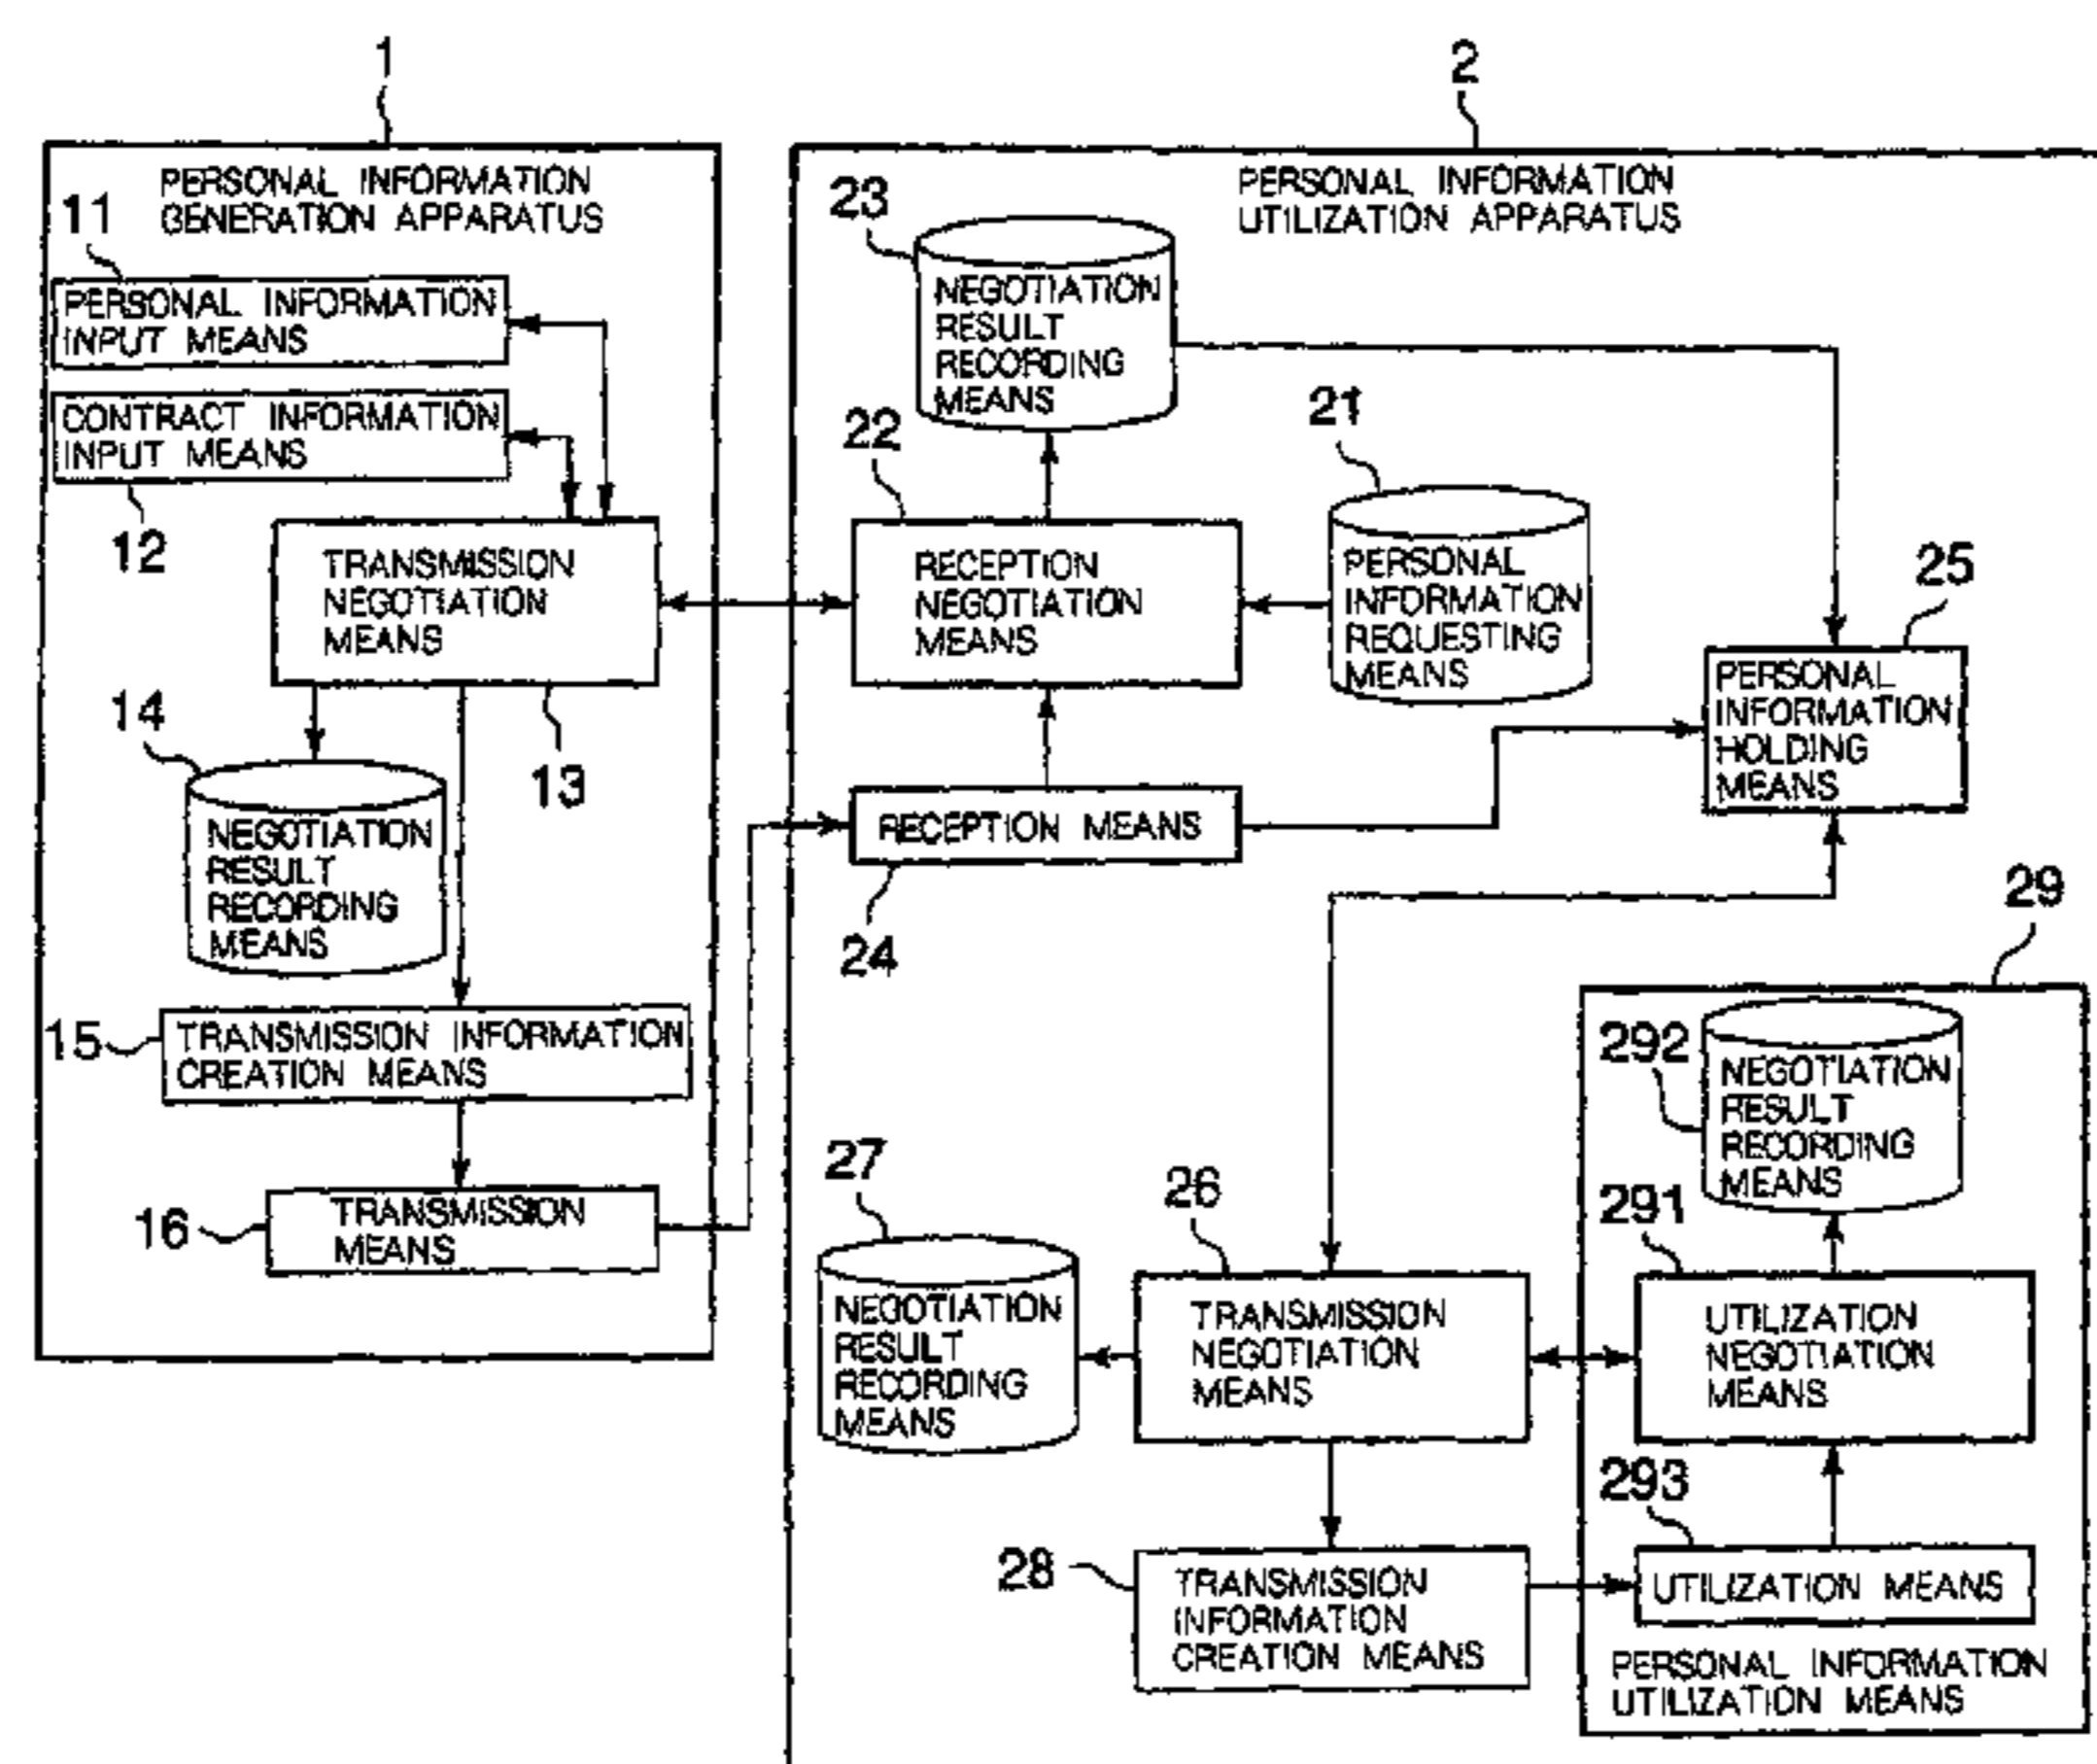 1
2
PERSONAL INFORMATION
GENERATION APPARATUS
11
PERSONAL INFORMATION
INPUT MEANS
CONTRACT INFORMATION
INPUT MEANS
12
TRANSMISSION
NEGOTIATION
MEANS
13
14
NEGOTIATION
RESULT
RECORDING
MEANS
15
TRANSMISSION INFORMATION
CREATION MEANS
16
TRANSMISSION
MEANS
PERSONAL INFORMATION
UTILIZATION APPARATUS
23
NEGOTIATION
RESULT
RECORDING
MEANS
22
RECEPTION
NEGOTIATION
MEANS
21
PERSONAL
INFORMATION
REQUESTING
MEANS
25
PERSONAL
INFORMATION
HOLDING
MEANS
RECEPTION MEANS
24
29
292
NEGOTIATION
RESULT
RECORDING
MEANS
27
NEGOTIATION
RESULT
RECORDING
MEANS
26
TRANSMISSION
NEGOTIATION
MEANS
291
UTILIZATION
NEGOTIATION
MEANS
293
UTILIZATION MEANS
28
TRANSMISSION
INFORMATION
CREATION MEANS
PERSONAL INFORMATION
UTILIZATION MEANS